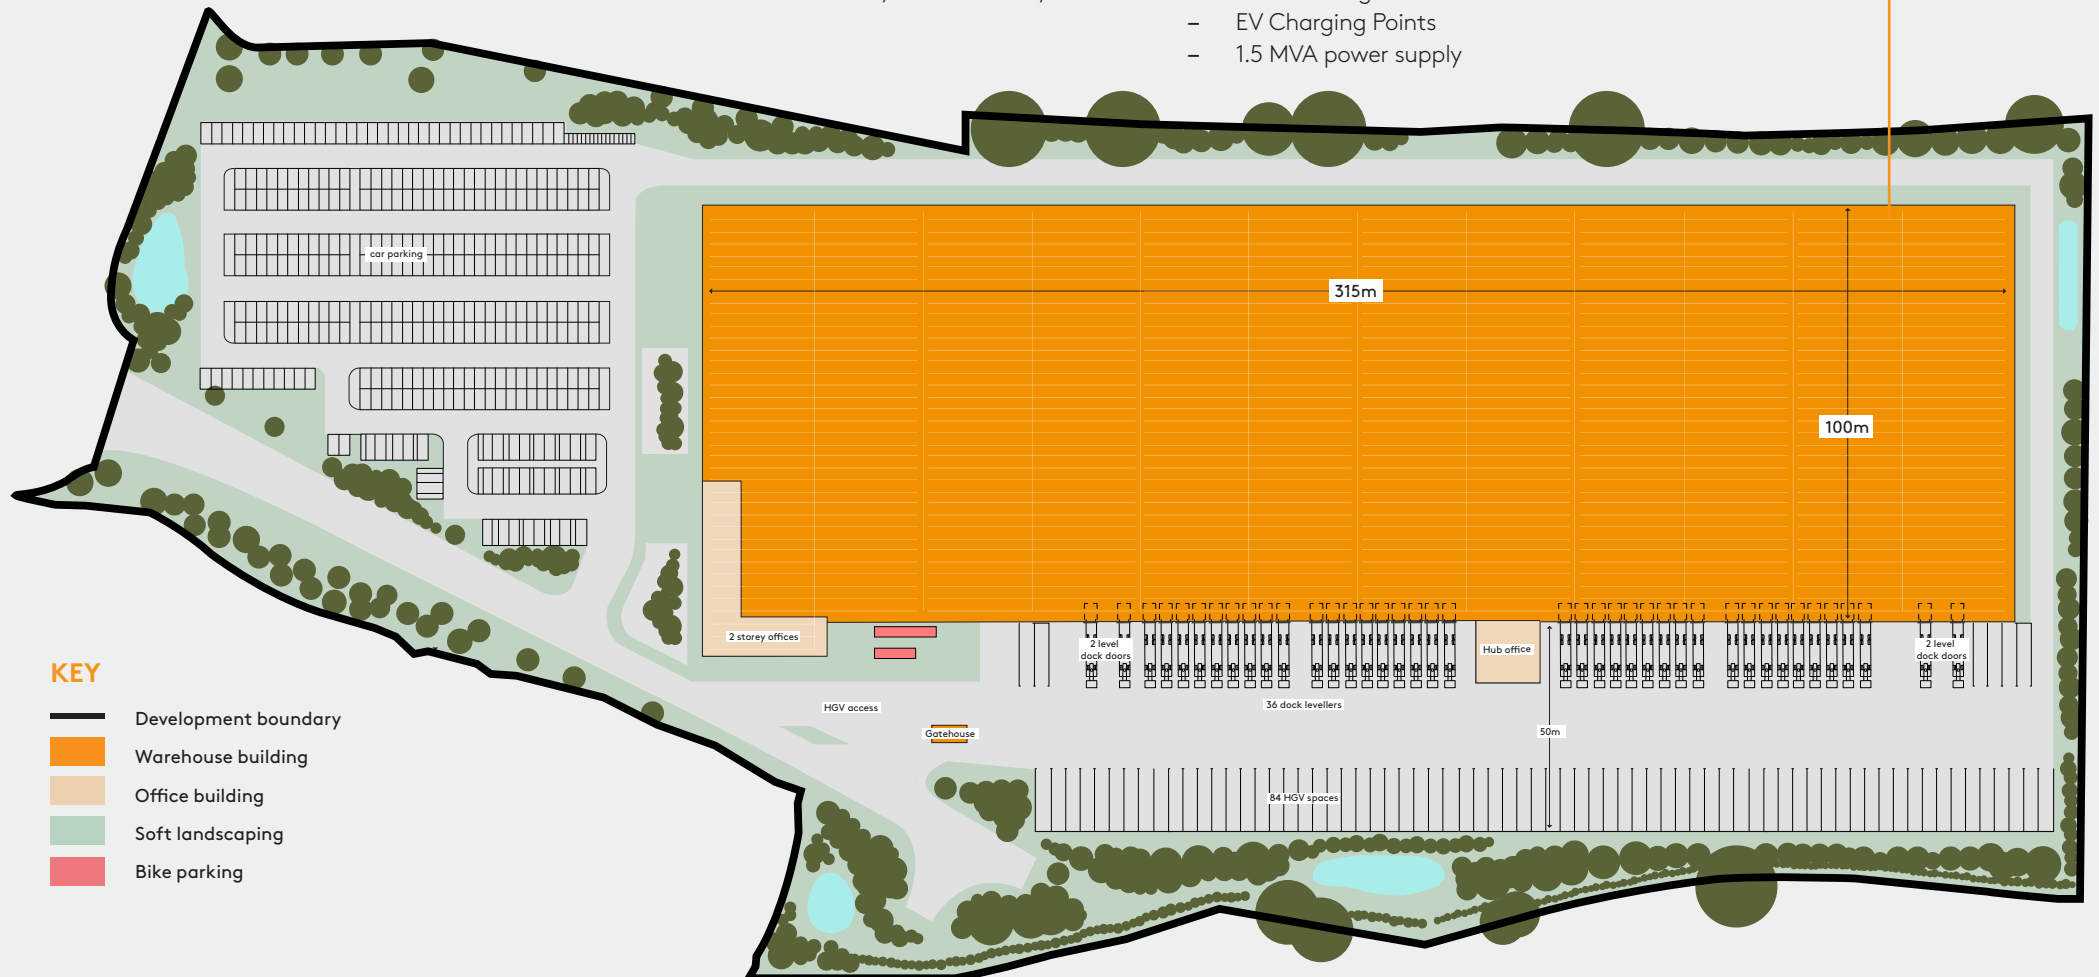 – EV Charging Points
– 1.5 MVA power supply
car parking
315m
100m
2 storey offices
2 level
dock doors
Hub office
2 level
dock doors
HGV access
36 dock levellers
Gatehouse
50m
84 HGV spaces
KEY
Development boundary
Warehouse building
Office building
Soft landscaping
Bike parking